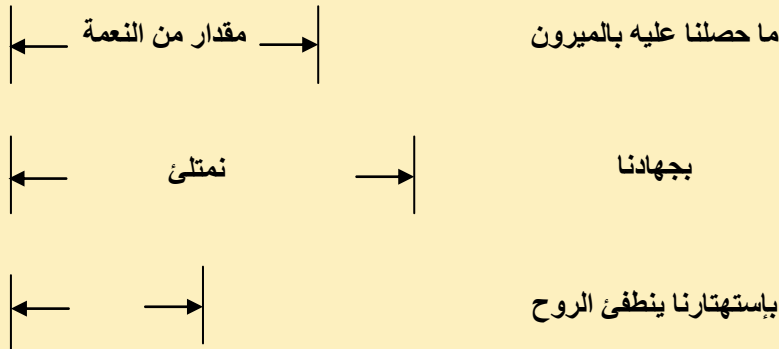 ما حصلنا عليه بالميرون
مقدار من النعمة
بجهادنا
نمتلئ
بإستهتارنا ينطفئ الروح